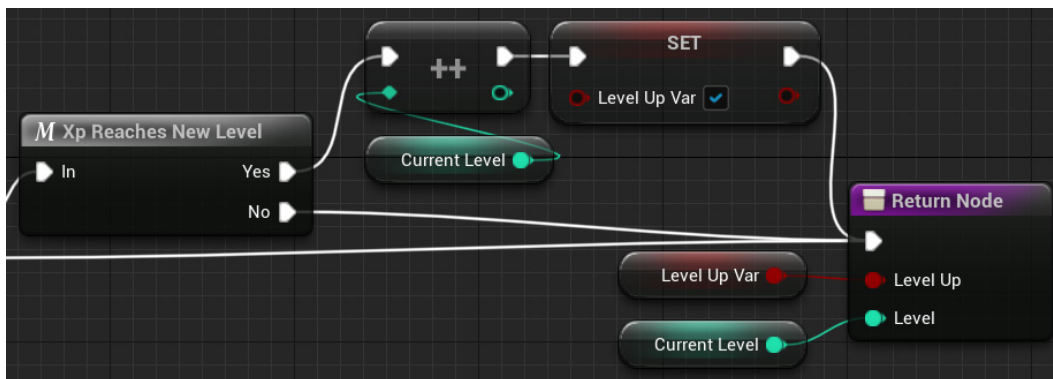 ++
SET
Level Up Var
M Xp Reaches New Level
Current Level
In
Yes
No
Return Node
Level Up Var
Level Up
Level
Current Level